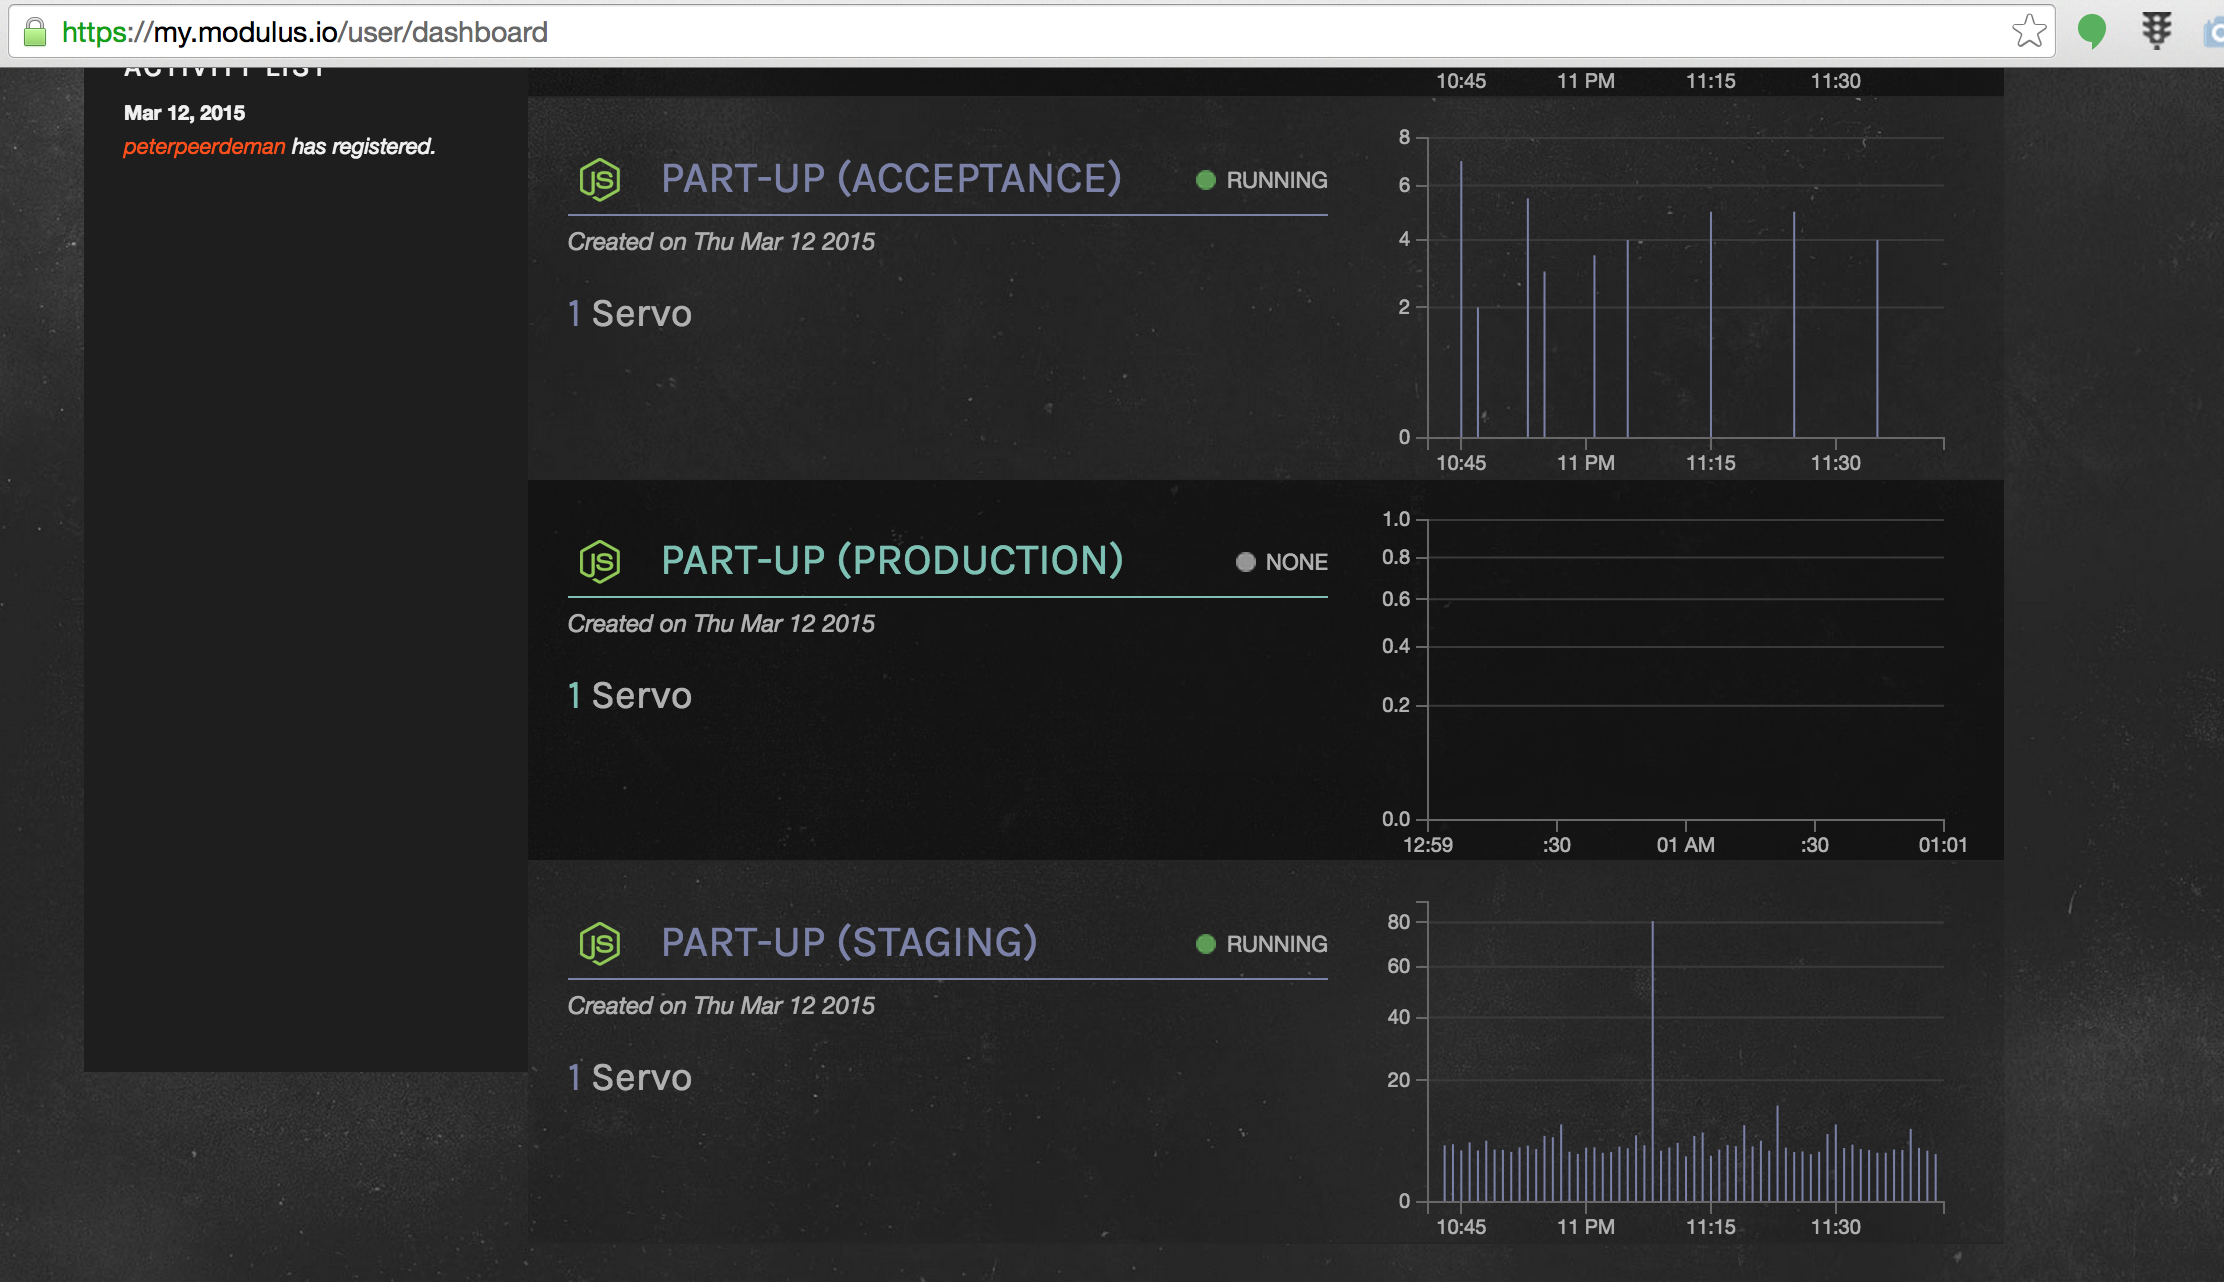 https://my.modulus.io/user/dashboard
ACTIVITY LIST
Mar 12, 2015
peterpeerdeman has registered.
10:45 11 PM 11:15 11:30
JS PART-UP (ACCEPTANCE) RUNNING
Created on Thu Mar 12 2015
1 Servo
8
6
4
2
0
10:45 11 PM 11:15 11:30
JS PART-UP (PRODUCTION) NONE
Created on Thu Mar 12 2015
1 Servo
1.0
0.8
0.6
0.4
0.2
0.0
12:59 :30 01 AM :30 01:01
JS PART-UP (STAGING) RUNNING
Created on Thu Mar 12 2015
1 Servo
80
60
40
20
0
10:45 11 PM 11:15 11:30